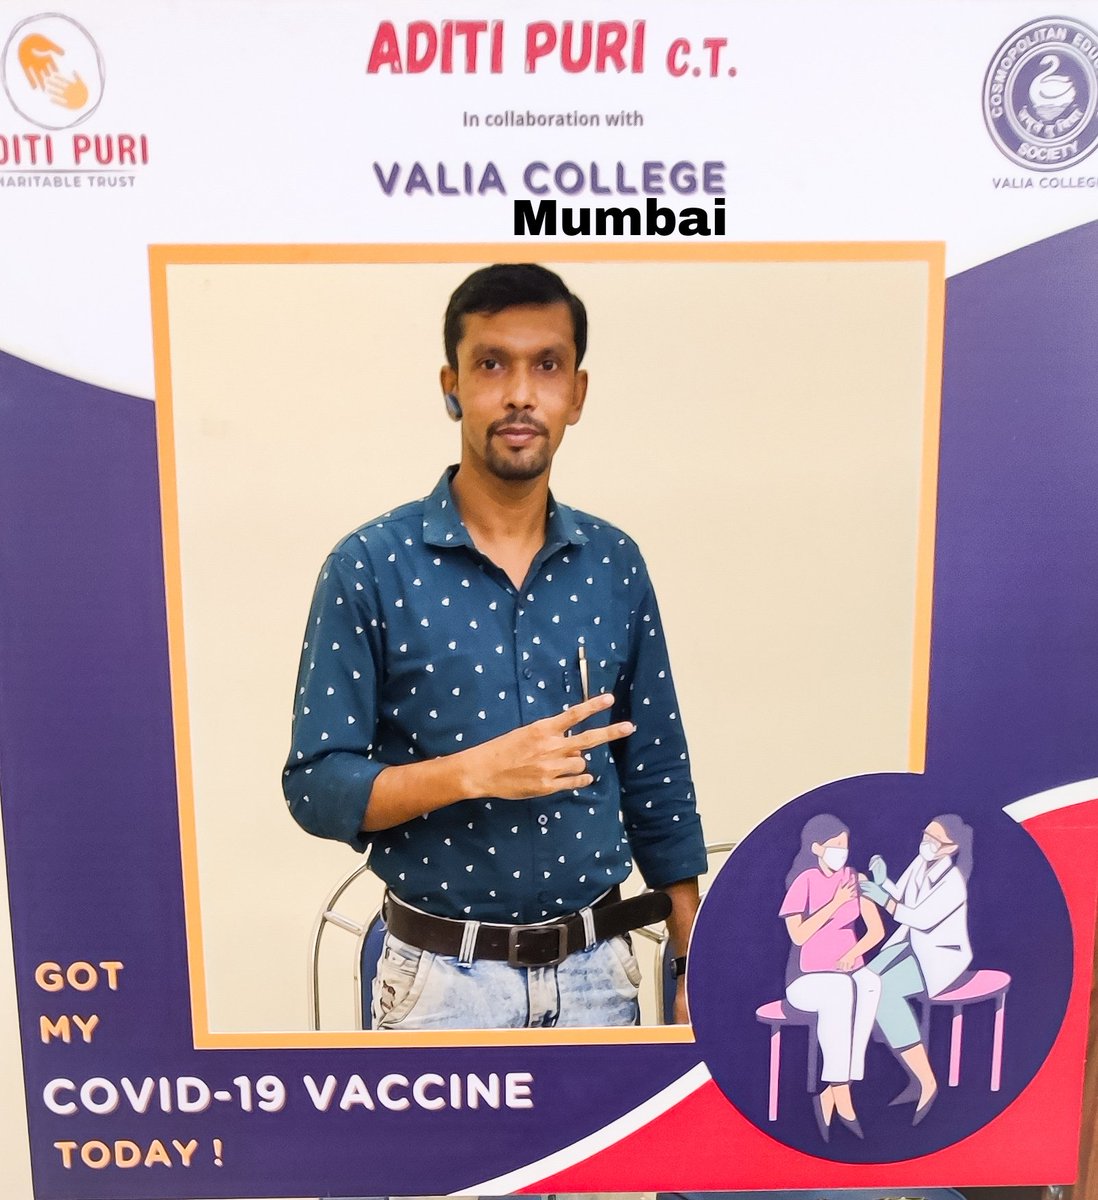 ADITI PURI C.T.
In collaboration with
VALIA COLLEGE
Mumbai
DITI PURI
HARITABLE TRUST
COSMOPOLITAN EDU
SOCIETY
VALIA COLLEGE
GOT
MY
COVID-19 VACCINE
TODAY !